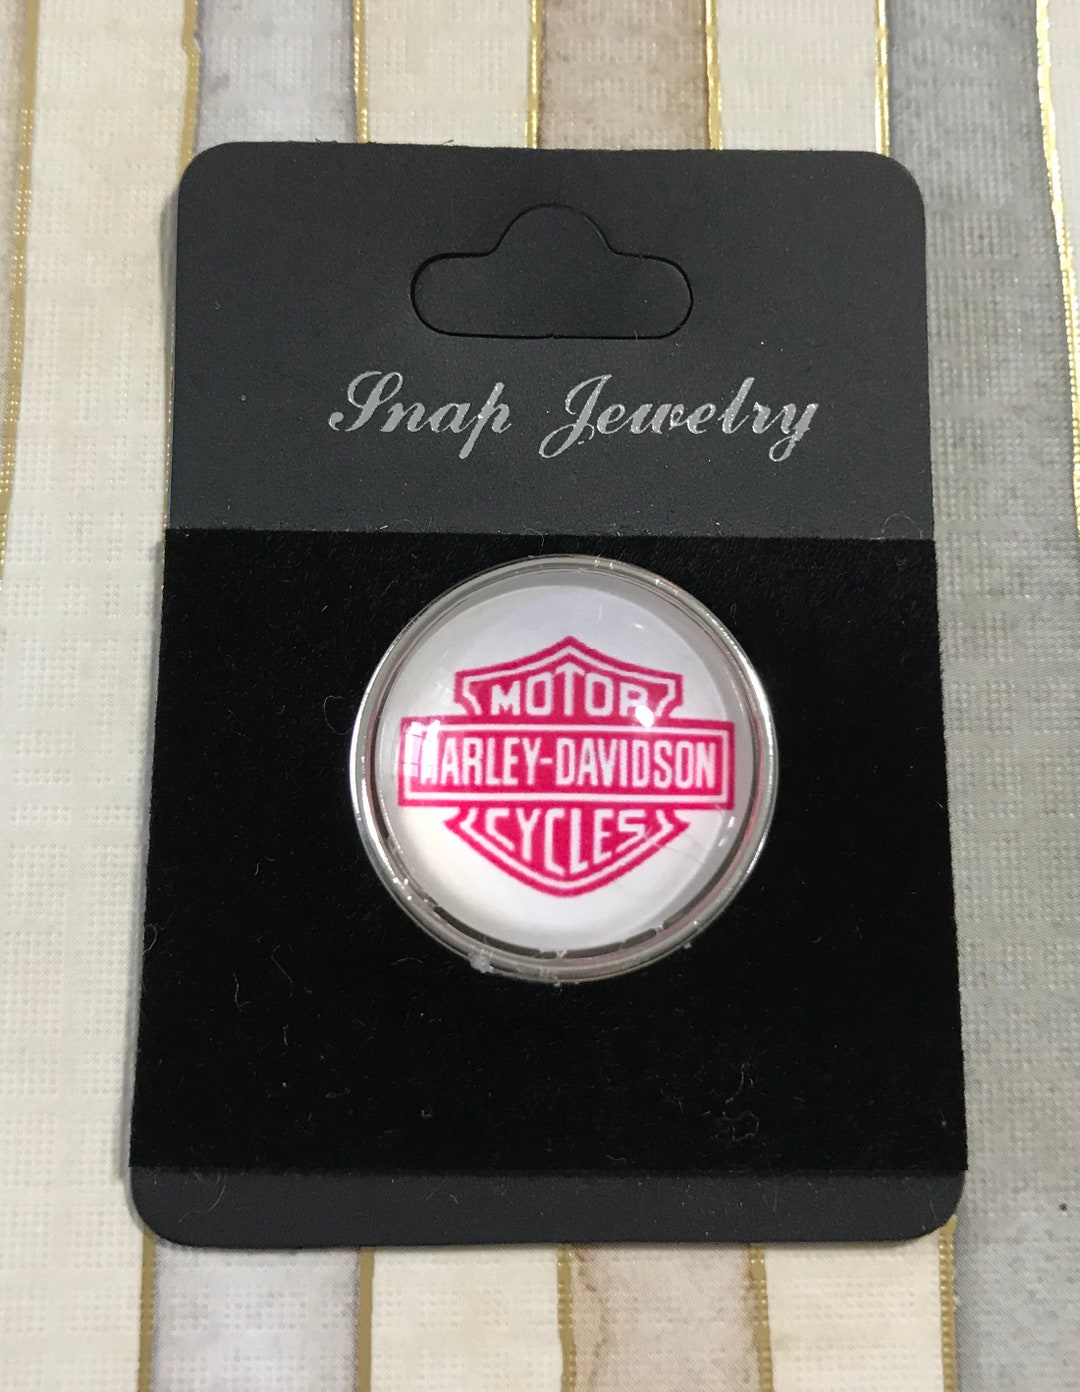 Snap Jewelry
MOTOR
HARLEY-DAVIDSON
CYCLES